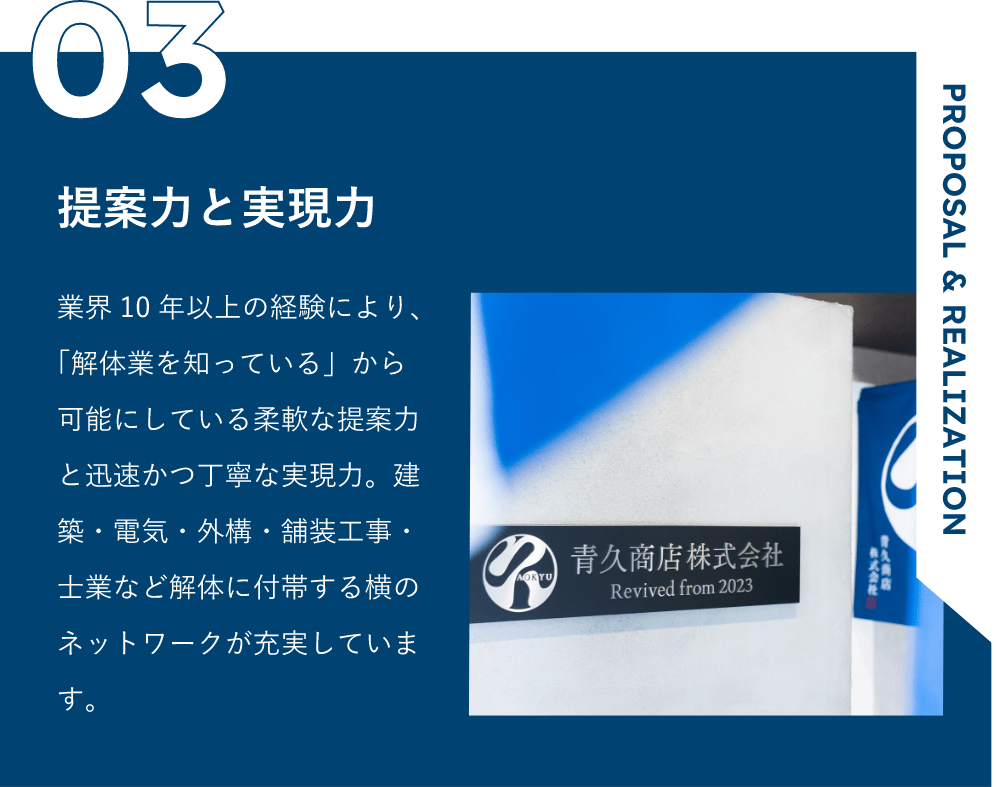 03
PROPOSAL & REALIZATION
提案力と実現力
業界 10 年以上の経験により、
「解体業を知っている」から
可能にしている柔軟な提案力
と迅速かつ丁寧な実現力。建
築・電気・外構・舗装工事・
士業など解体に付帯する横の
ネットワークが充実していま
す。
AOKYU
青久商店株式会社
Revived from 2023
青久商店
株式会社